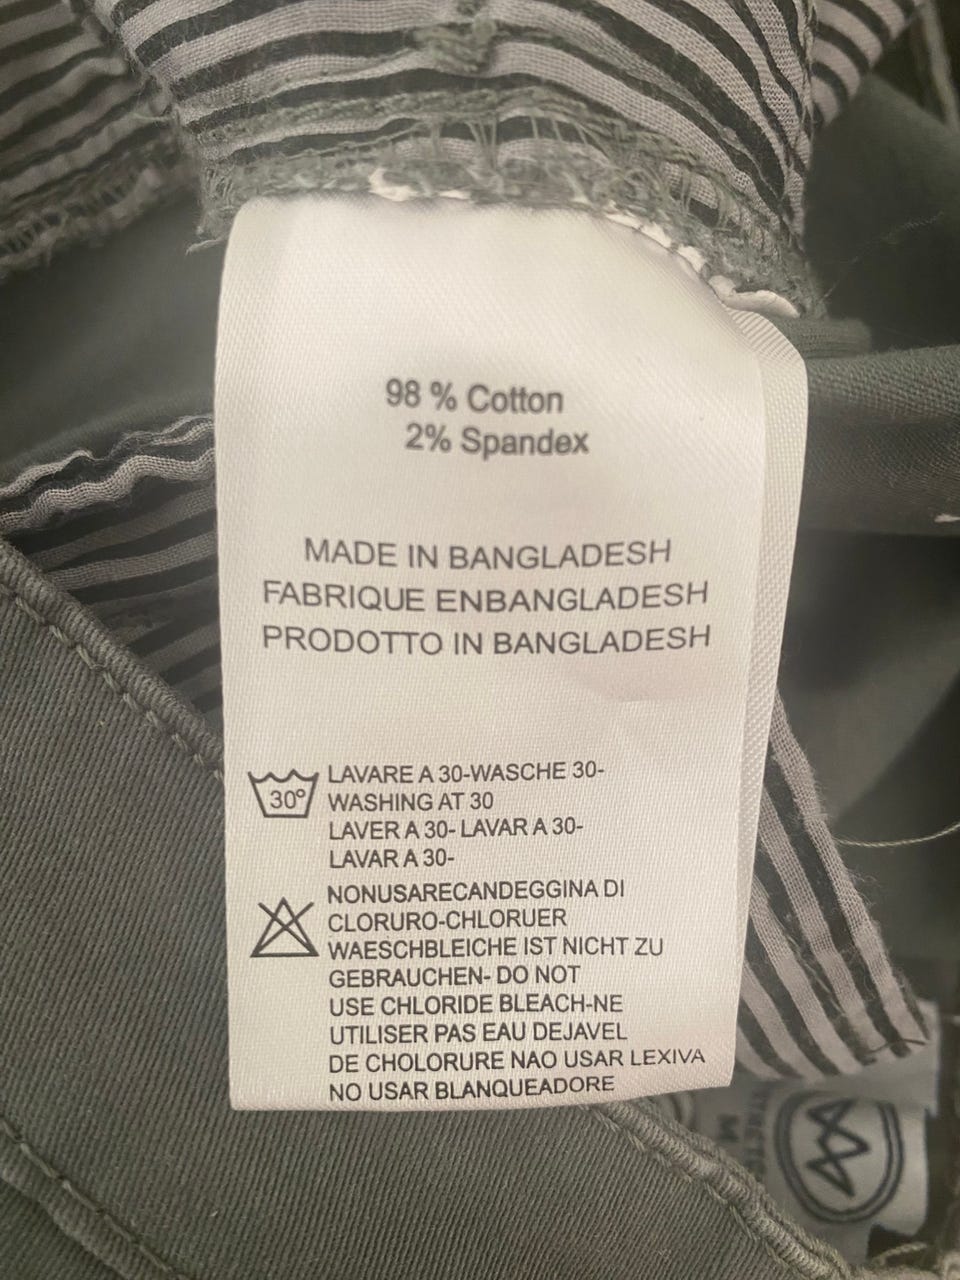 98 % Cotton
2% Spandex
MADE IN BANGLADESH
FABRIQUE ENBANGLADESH
PRODOTTO IN BANGLADESH
30°
LAVARE A 30-WASCHE 30-
WASHING AT 30
LAVER A 30- LAVAR A 30-
LAVAR A 30-
NONUSARECANDEGGINA DI
CLORURO-CHLORUER
WAESCHBLEICHE IST NICHT ZU
GEBRAUCHEN- DO NOT
USE CHLORIDE BLEACH-NE
UTILISER PAS EAU DEJAVEL
DE CHOLORURE NAO USAR LEXIVA
NO USAR BLANQUEADORE